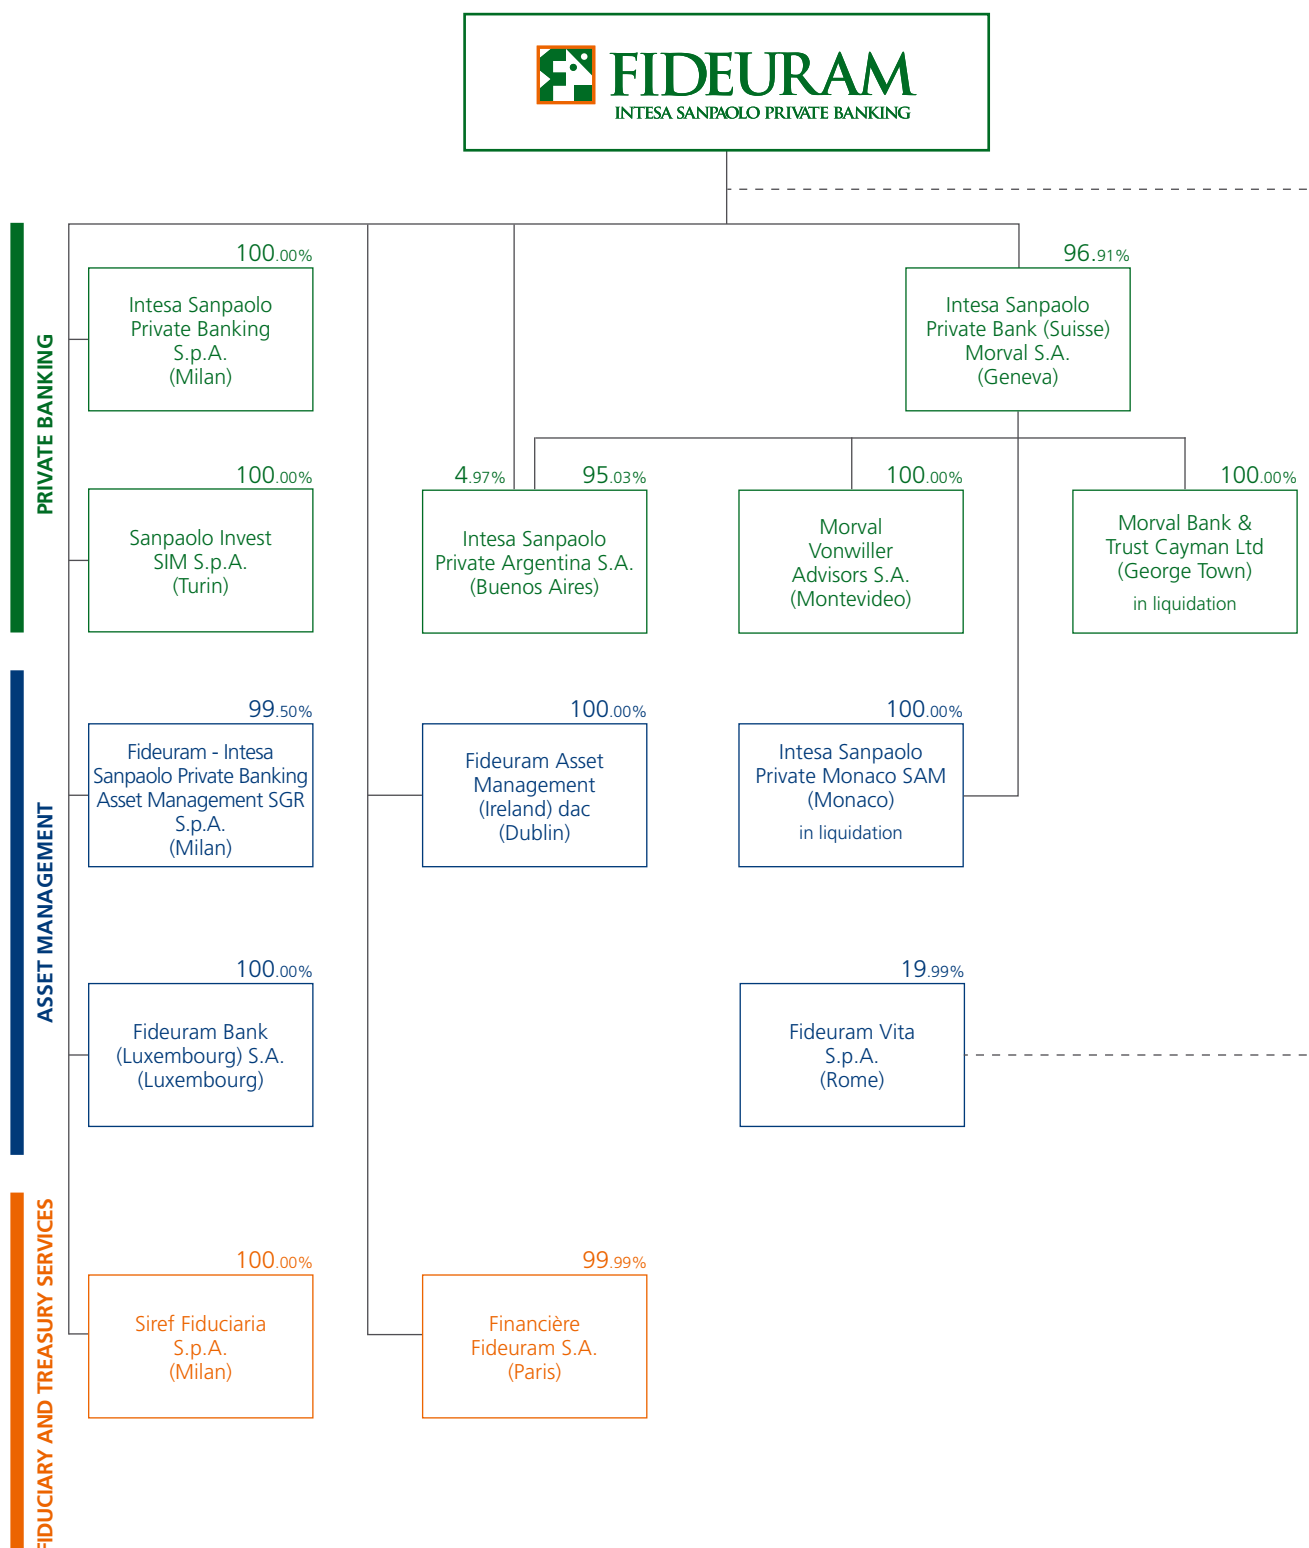 FIDEURAM
INTESA SANPAOLO PRIVATE BANKING
PRIVATE BANKING
100.00%
Intesa Sanpaolo
Private Banking
S.p.A.
(Milan)
96.91%
Intesa Sanpaolo
Private Bank (Suisse)
Morval S.A.
(Geneva)
100.00%
Sanpaolo Invest
SIM S.p.A.
(Turin)
4.97% 95.03%
Intesa Sanpaolo
Private Argentina S.A.
(Buenos Aires)
100.00%
Morval
Vonwiller
Advisors S.A.
(Montevideo)
100.00%
Morval Bank &
Trust Cayman Ltd
(George Town)
in liquidation
ASSET MANAGEMENT
99.50%
Fideuram - Intesa
Sanpaolo Private Banking
Asset Management SGR
S.p.A.
(Milan)
100.00%
Fideuram Asset
Management
(Ireland) dac
(Dublin)
100.00%
Intesa Sanpaolo
Private Monaco SAM
(Monaco)
in liquidation
100.00%
Fideuram Bank
(Luxembourg) S.A.
(Luxembourg)
19.99%
Fideuram Vita
S.p.A.
(Rome)
FIDUCIARY AND TREASURY SERVICES
100.00%
Siref Fiduciaria
S.p.A.
(Milan)
99.99%
Financière
Fideuram S.A.
(Paris)